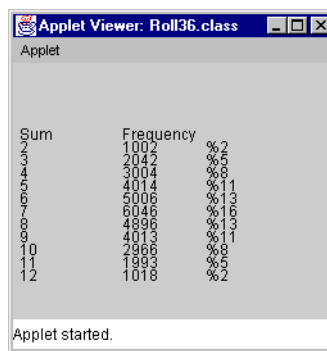 Applet Viewer: Roll36.class
Applet
Sum Frequency
2 1002 %2
3 2042 %5
4 3004 %8
5 4014 %11
6 5006 %13
7 6046 %16
8 4896 %13
9 4013 %11
10 2966 %8
11 1993 %5
12 1018 %2
Applet started.